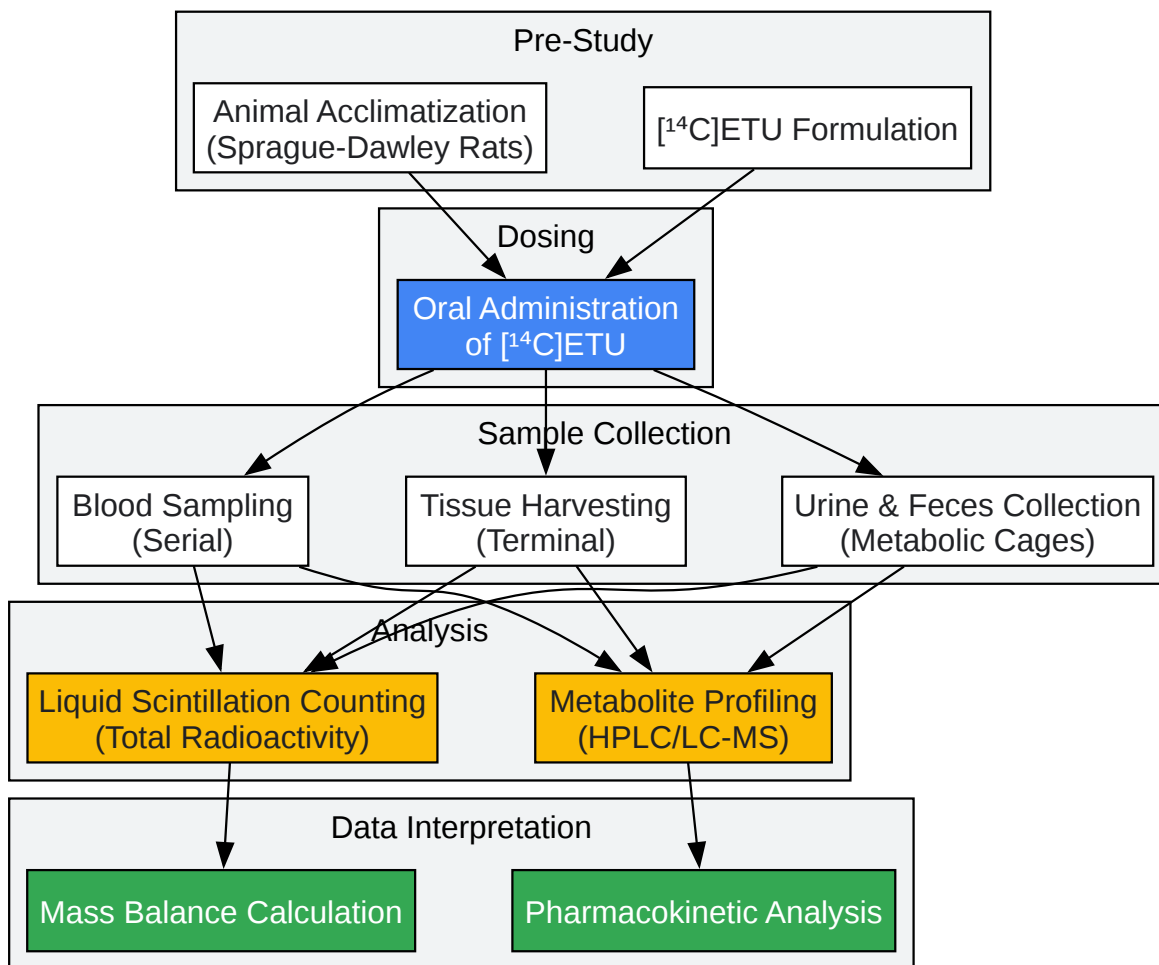 Pre-Study
Animal Acclimatization
(Sprague-Dawley Rats)
[¹⁴C]ETU Formulation
Dosing
Oral Administration
of [¹⁴C]ETU
Sample Collection
Blood Sampling
(Serial)
Tissue Harvesting
(Terminal)
Urine & Feces Collection
(Metabolic Cages)
Analysis
Liquid Scintillation Counting
(Total Radioactivity)
Metabolite Profiling
(HPLC/LC-MS)
Data Interpretation
Mass Balance Calculation
Pharmacokinetic Analysis